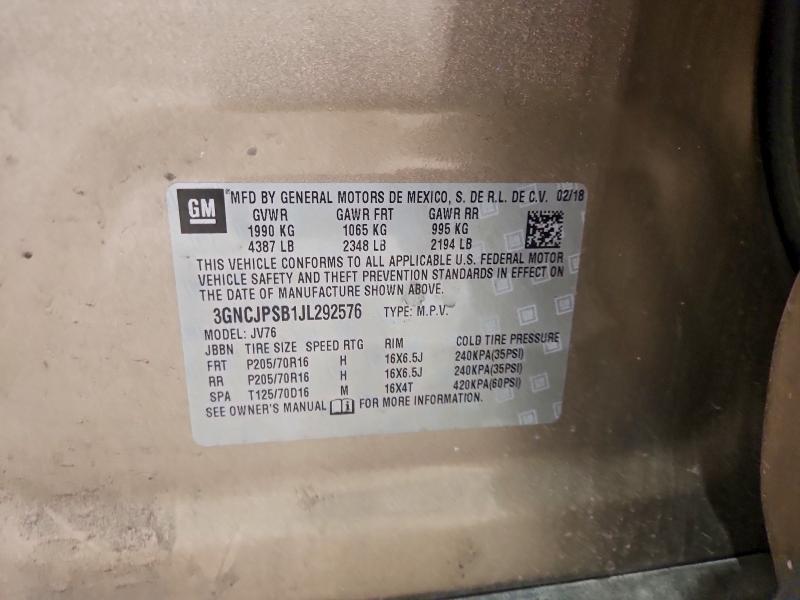 GM ® MFD BY GENERAL MOTORS DE MEXICO, S. DE R.L. DE C.V. 02/18
GVWR GAWR FRT GAWR RR
1990 KG 1065 KG 995 KG
4387 LB 2348 LB 2194 LB
THIS VEHICLE CONFORMS TO ALL APPLICABLE U.S. FEDERAL MOTOR
VEHICLE SAFETY AND THEFT PREVENTION STANDARDS IN EFFECT ON
THE DATE OF MANUFACTURE SHOWN ABOVE.
3GNCJPSB1JL292576 TYPE: M.P.V.
MODEL: JV76
JBBN TIRE SIZE SPEED RTG RIM COLD TIRE PRESSURE
FRT P205/70R16 H 16X6.5J 240KPA(35PSI)
RR P205/70R16 H 16X6.5J 240KPA(35PSI)
SPA T125/70D16 M 16X4T 420KPA(60PSI)
SEE OWNER'S MANUAL FOR MORE INFORMATION.